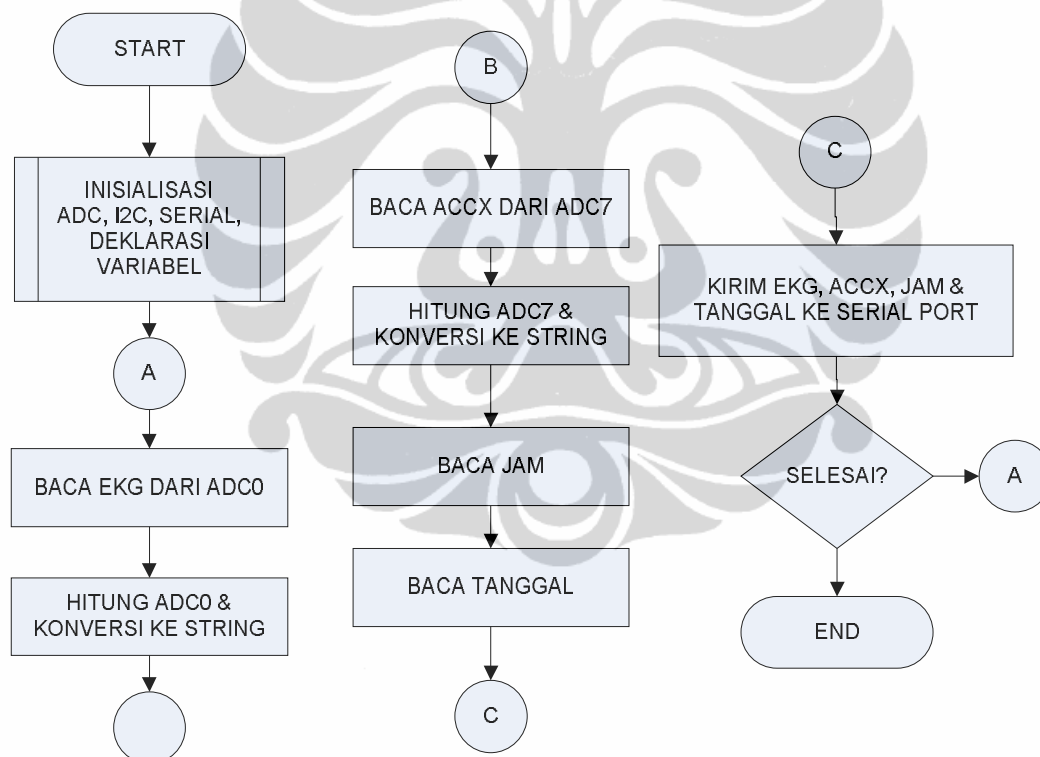 START
INISIALISASI
ADC, I2C, SERIAL,
DEKLARASI
VARIABEL
A
BACA EKG DARI ADC0
HITUNG ADC0 &
KONVERSI KE STRING
B
BACA ACCX DARI ADC7
HITUNG ADC7 &
KONVERSI KE STRING
BACA JAM
BACA TANGGAL
C
C
KIRIM EKG, ACCX, JAM &
TANGGAL KE SERIAL PORT
SELESAI?
A
END